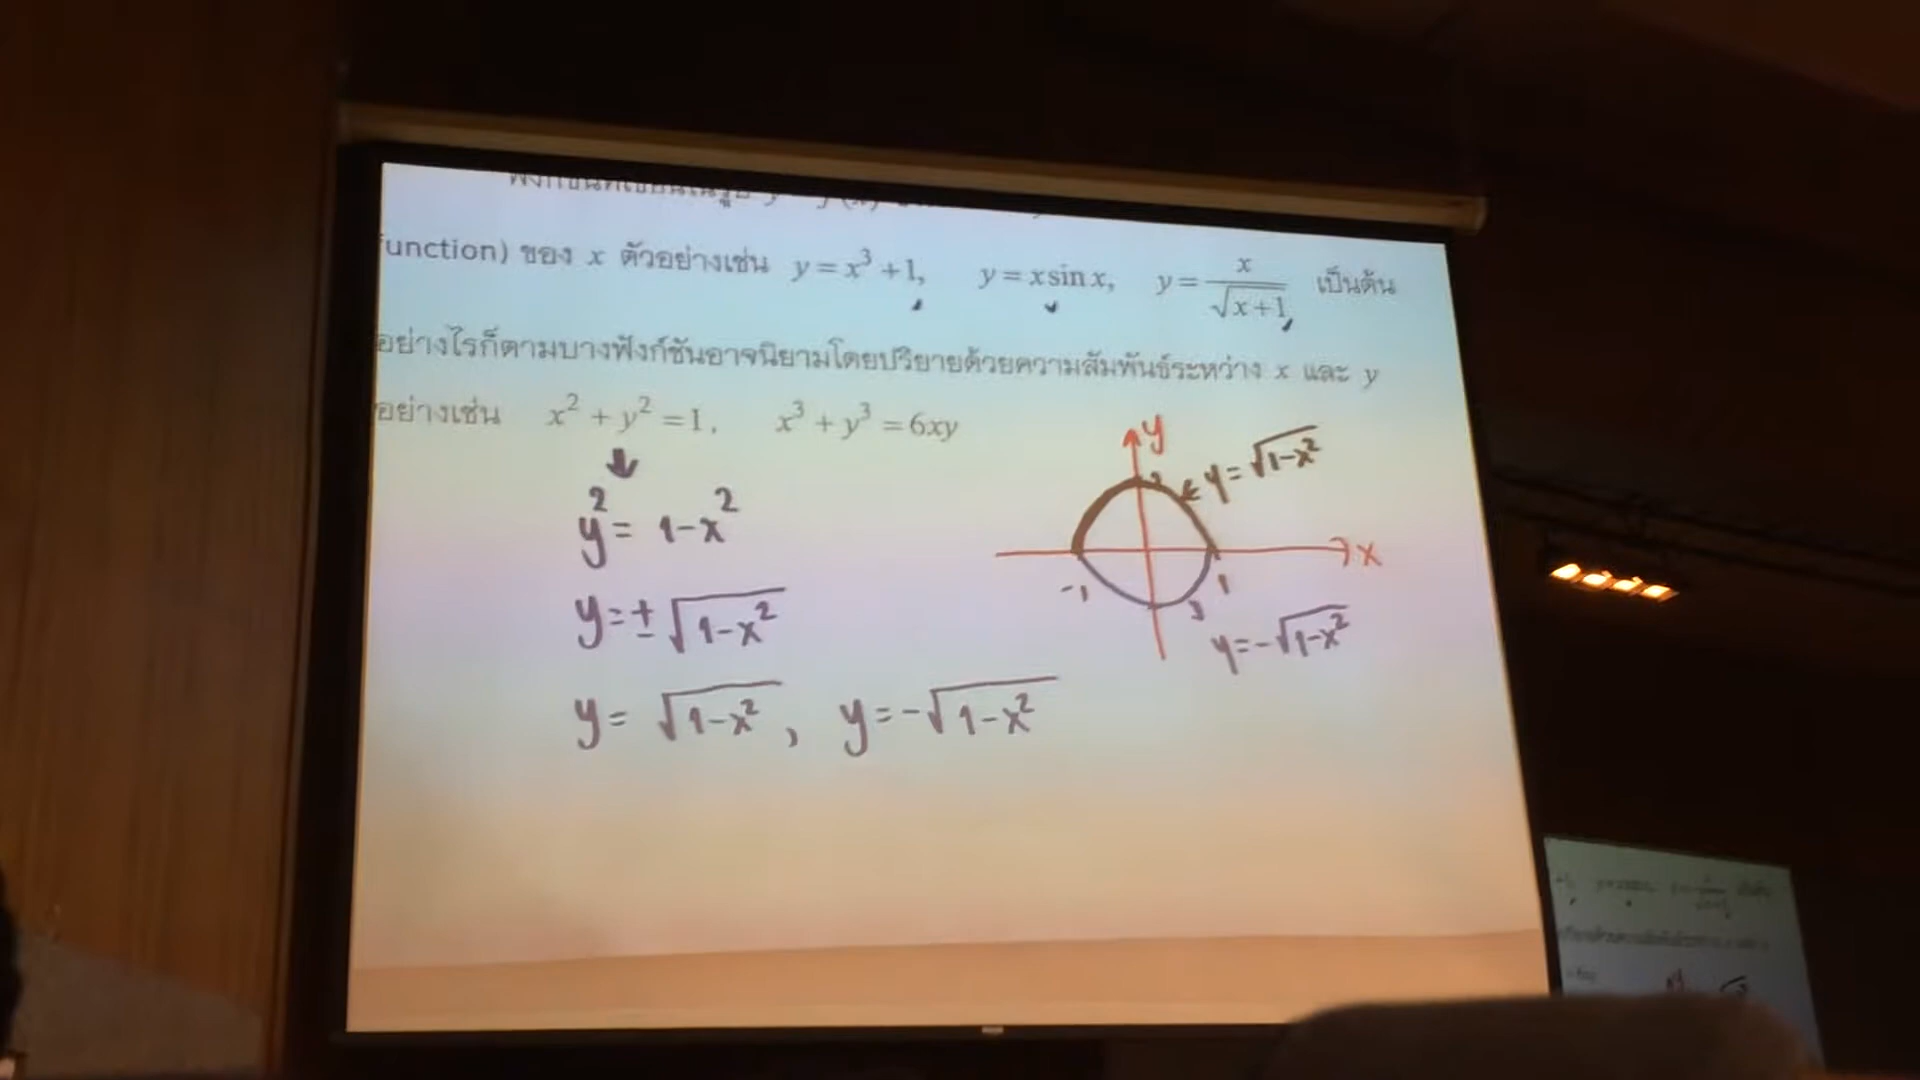 function) ของ x ตัวอย่างเช่น y = x³ + 1, y = x sin x, y = x/√(x+1) เป็นต้น
อย่างไรก็ตามบางฟังก์ชันอาจนิยามโดยปริยายด้วยความสัมพันธ์ระหว่าง x และ y
อย่างเช่น x² + y² = 1, x³ + y³ = 6xy
y² = 1-x²
y = ± √(1-x²)
y = √(1-x²) , y = -√(1-x²)
y
y = √(1-x²)
x
-1
1
y = -√(1-x²)